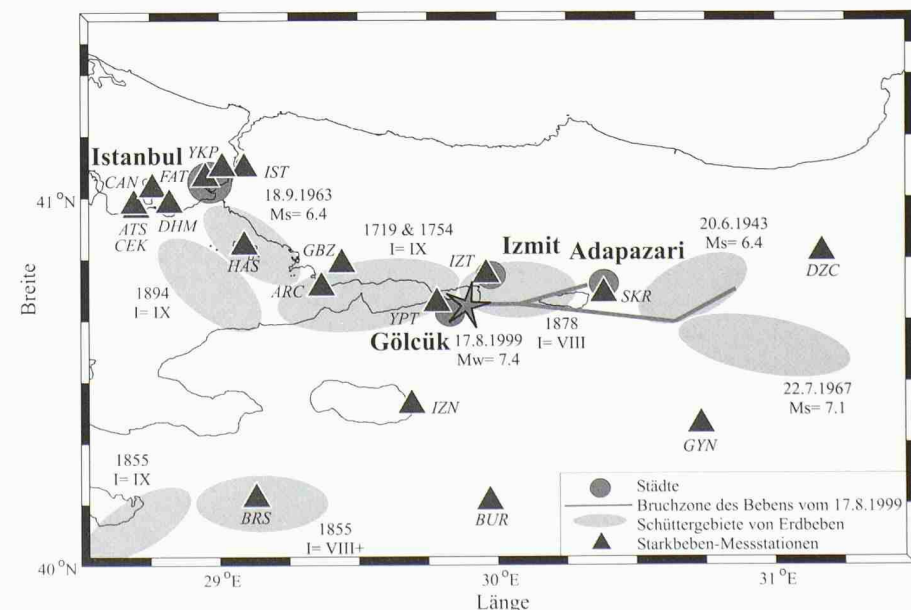 Breite
41 °N
40 °N
Istanbul
YKP
CAN
FAT
IST
ATS
CEK
DHM
18.9.1963
Ms= 6.4
HAS
GBZ
ARC
1894
I= IX
1719 & 1754
I= IX
IZT
Izmit
Adapazari
SKR
YPT
Gölcük
17.8.1999
Mw= 7.4
1878
I= VIII
20.6.1943
Ms= 6.4
DZC
22.7.1967
Ms= 7.1
IZN
GYN
1855
I= IX
BRS
1855
I= VIII+
BUR
Städte
Bruchzone des Bebens vom 17.8.1999
Schüttergebiete von Erdbeben
Starkbeben-Messstationen
29 °E
30 °E
31 °E
Länge